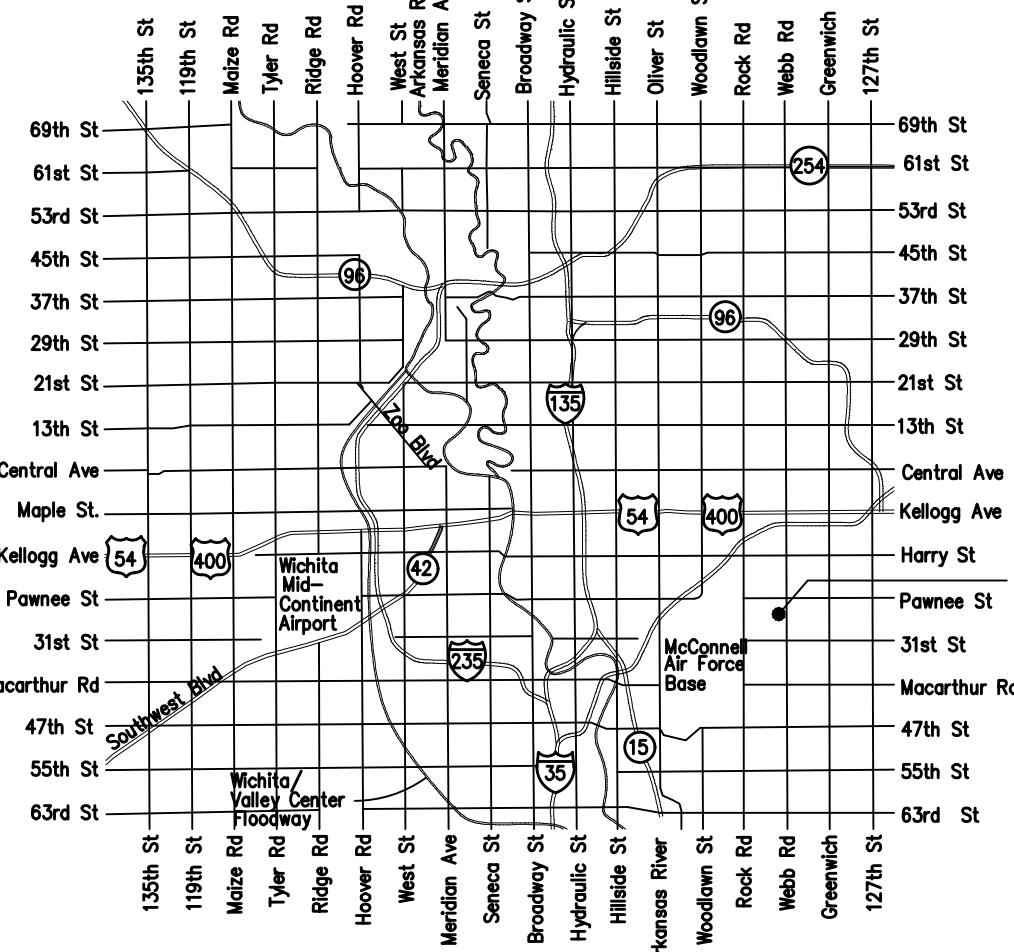 135th St
119th St
Maize Rd
Tyler Rd
Ridge Rd
Hoover Rd
West St
Arkansas R
Meridian A
Seneca St
Broadway S
Hydraulic S
Hillside St
Oliver St
Woodlawn S
Rock Rd
Webb Rd
Greenwich
127th St
69th St
69th St
61st St
254
61st St
53rd St
53rd St
45th St
96
45th St
37th St
96
37th St
29th St
29th St
21st St
135
21st St
13th St
Zoo Blvd
13th St
Central Ave
Central Ave
Maple St.
54
400
Kellogg Ave
Kellogg Ave
54
400
42
Harry St
Wichita
Mid-
Continent
Airport
Pawnee St
Pawnee St
31st St
235
McConnell
Air Force
Base
31st St
acarthur Rd
Macarthur Rd
Southwest Blvd
47th St
15
47th St
55th St
35
55th St
Wichita/
Valley Center
Floodway
63rd St
63rd St
135th St
119th St
Maize Rd
Tyler Rd
Ridge Rd
Hoover Rd
West St
Meridian Ave
Seneca St
Broadway St
Hydraulic St
Hillside St
rkansas River
Woodlawn St
Rock Rd
Webb Rd
Greenwich
127th St